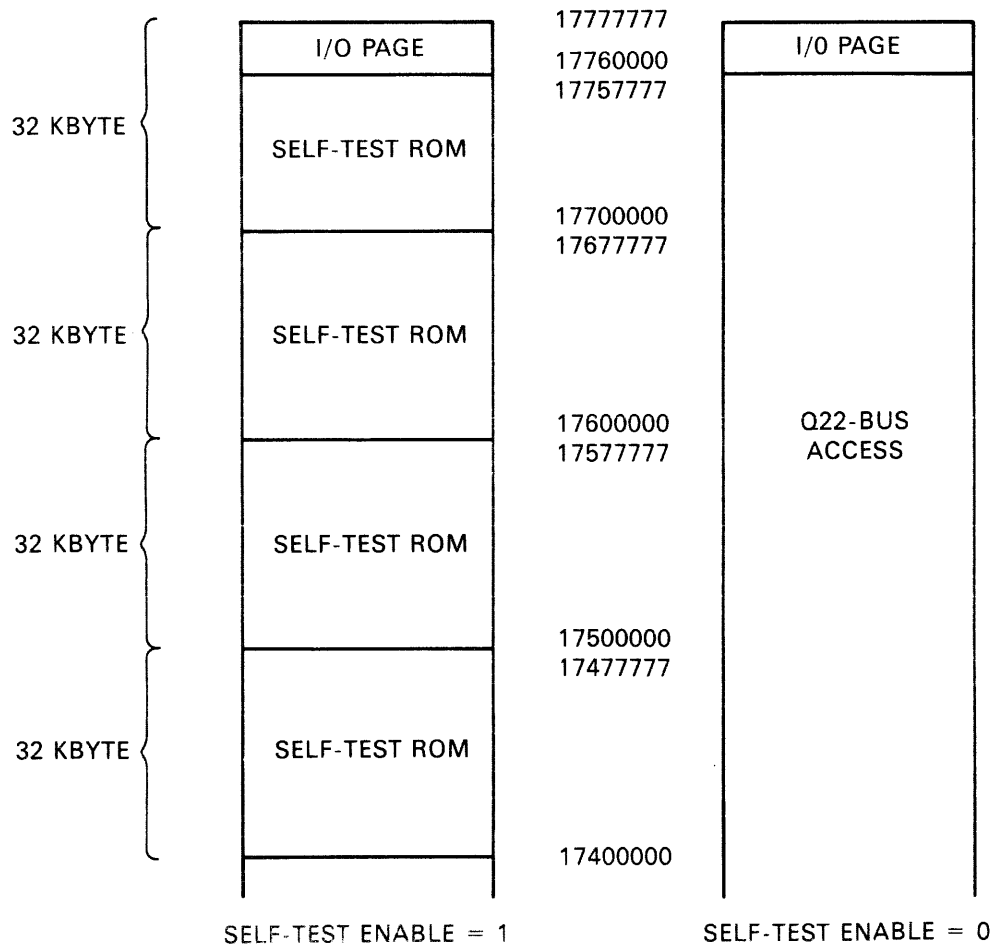 17777777
I/O PAGE
I/0 PAGE
17760000
17757777
32 KBYTE
SELF-TEST ROM
17700000
17677777
32 KBYTE
SELF-TEST ROM
17600000
17577777
Q22-BUS
ACCESS
32 KBYTE
SELF-TEST ROM
17500000
17477777
32 KBYTE
SELF-TEST ROM
17400000
SELF-TEST ENABLE = 1
SELF-TEST ENABLE = 0